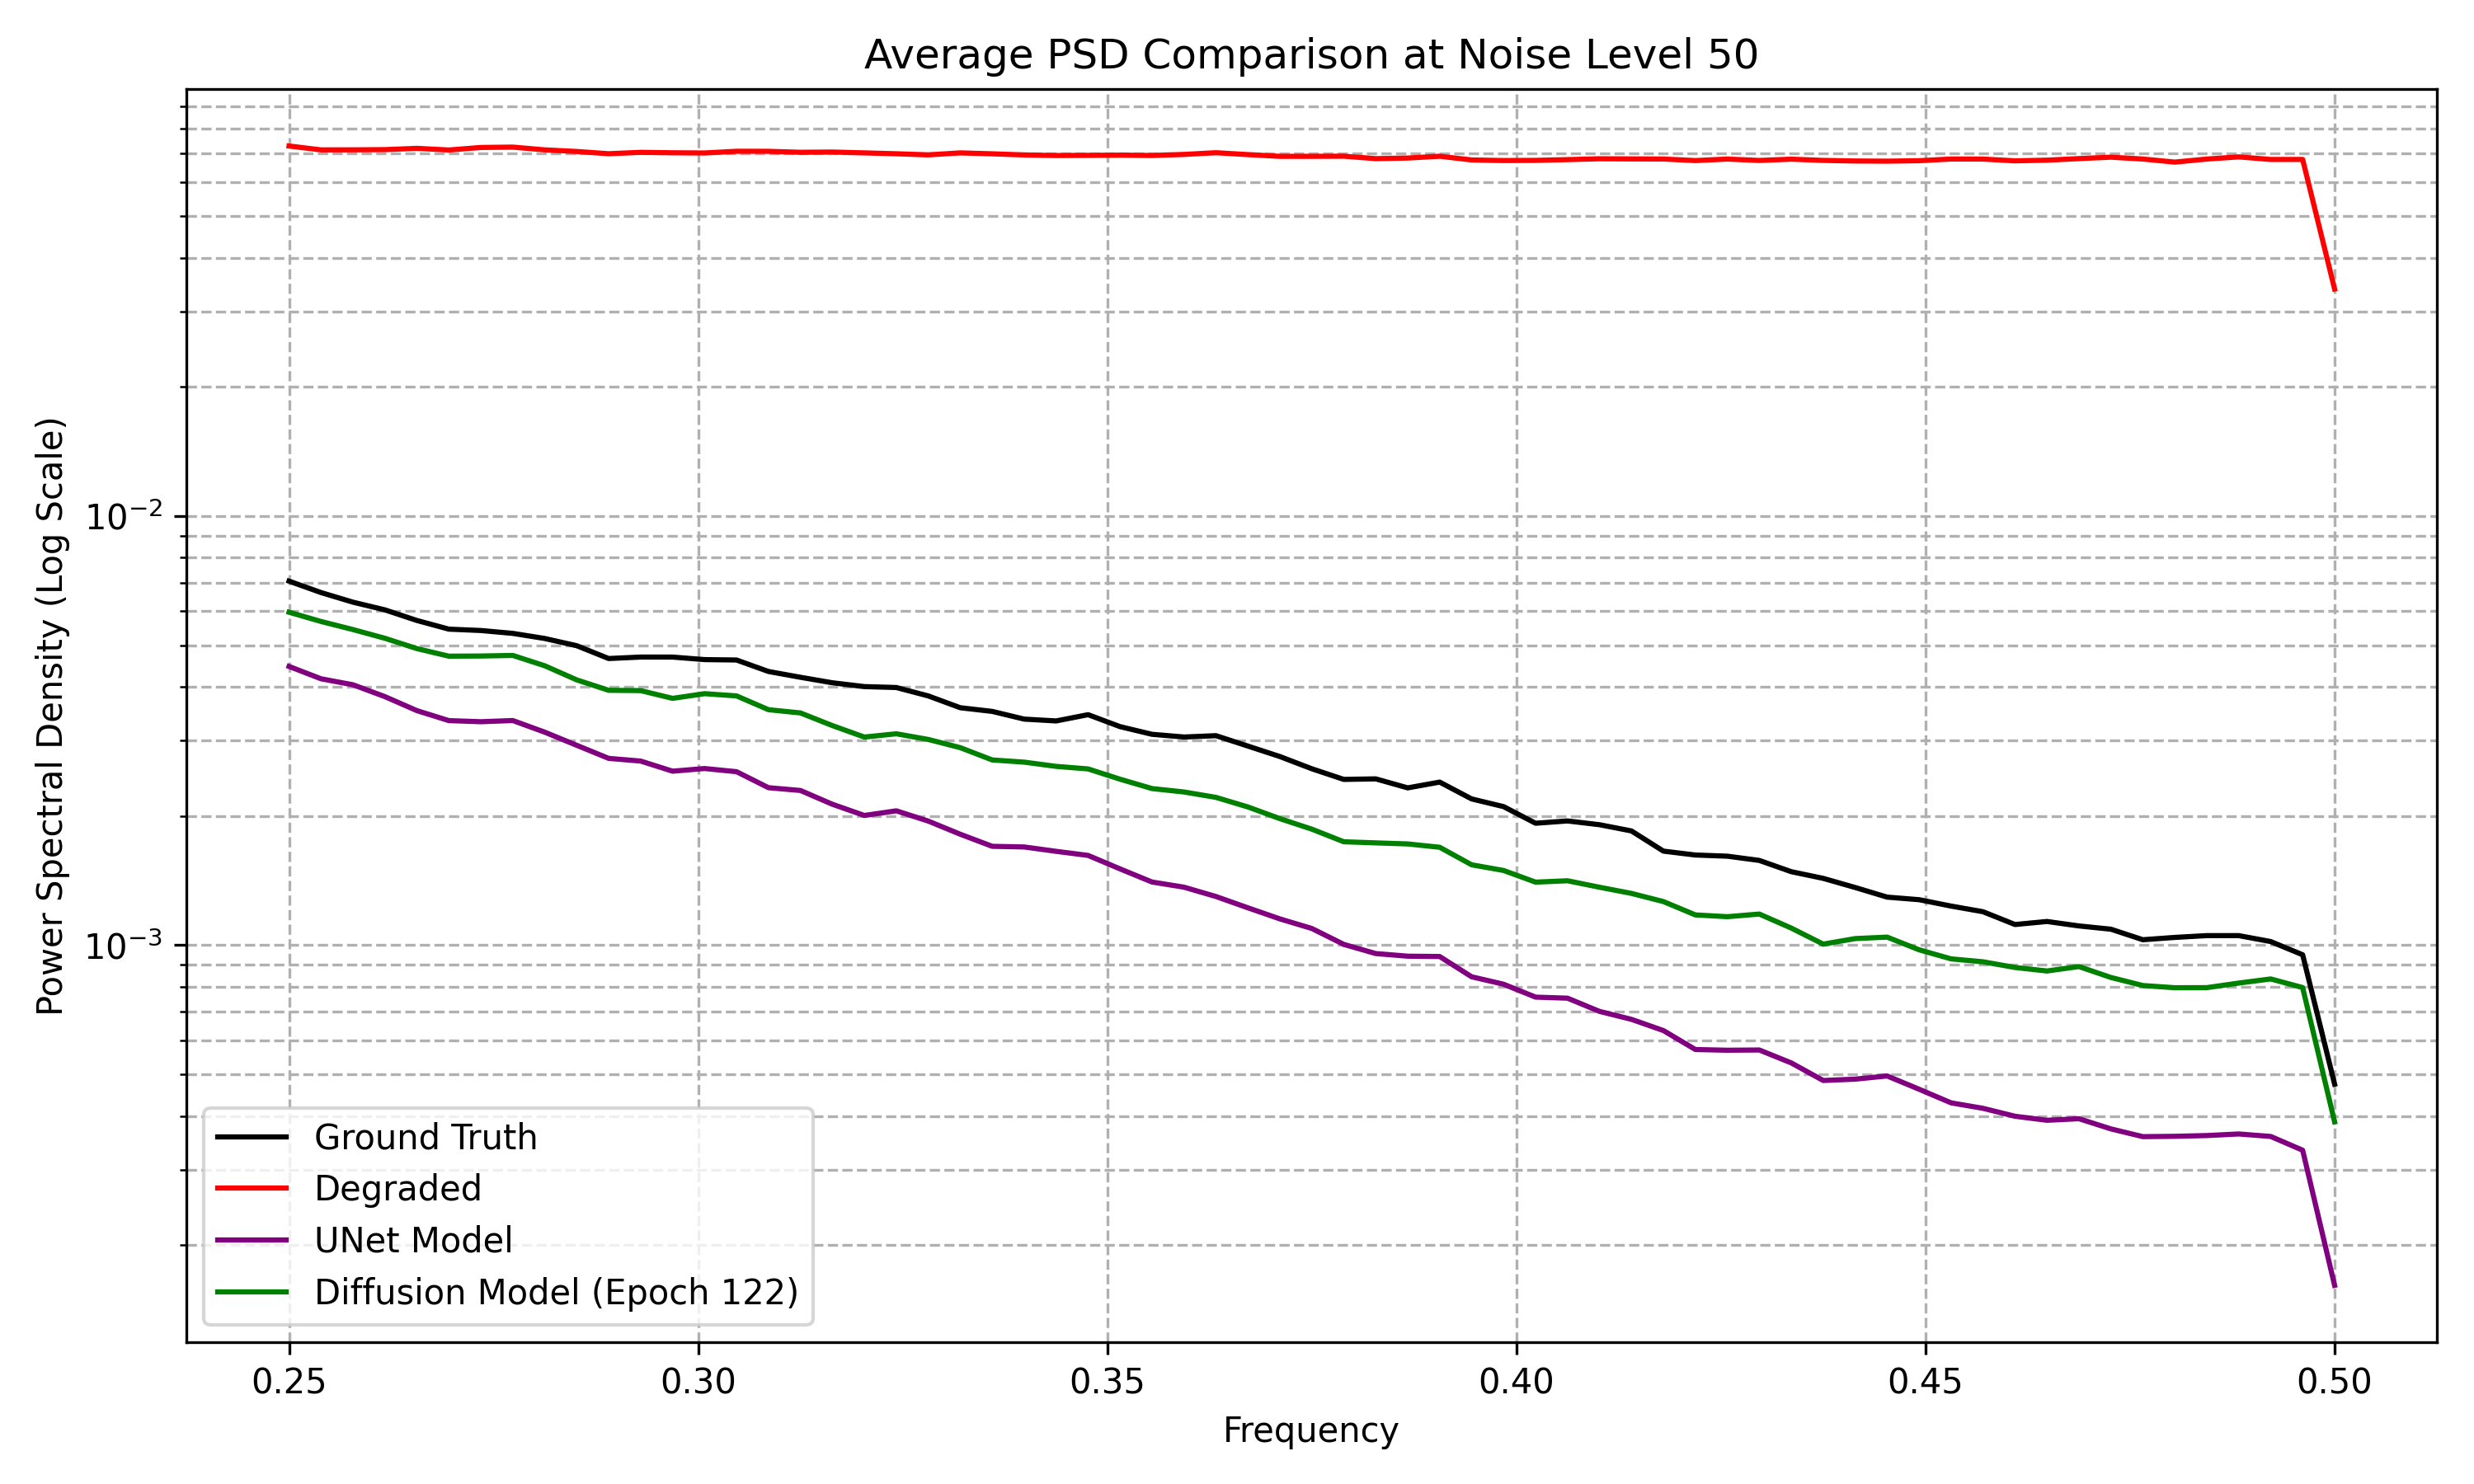 Average PSD Comparison at Noise Level 50
Power Spectral Density (Log Scale)
10⁻²
10⁻³
Ground Truth
Degraded
UNet Model
Diffusion Model (Epoch 122)
0.25 0.30 0.35 0.40 0.45 0.50
Frequency